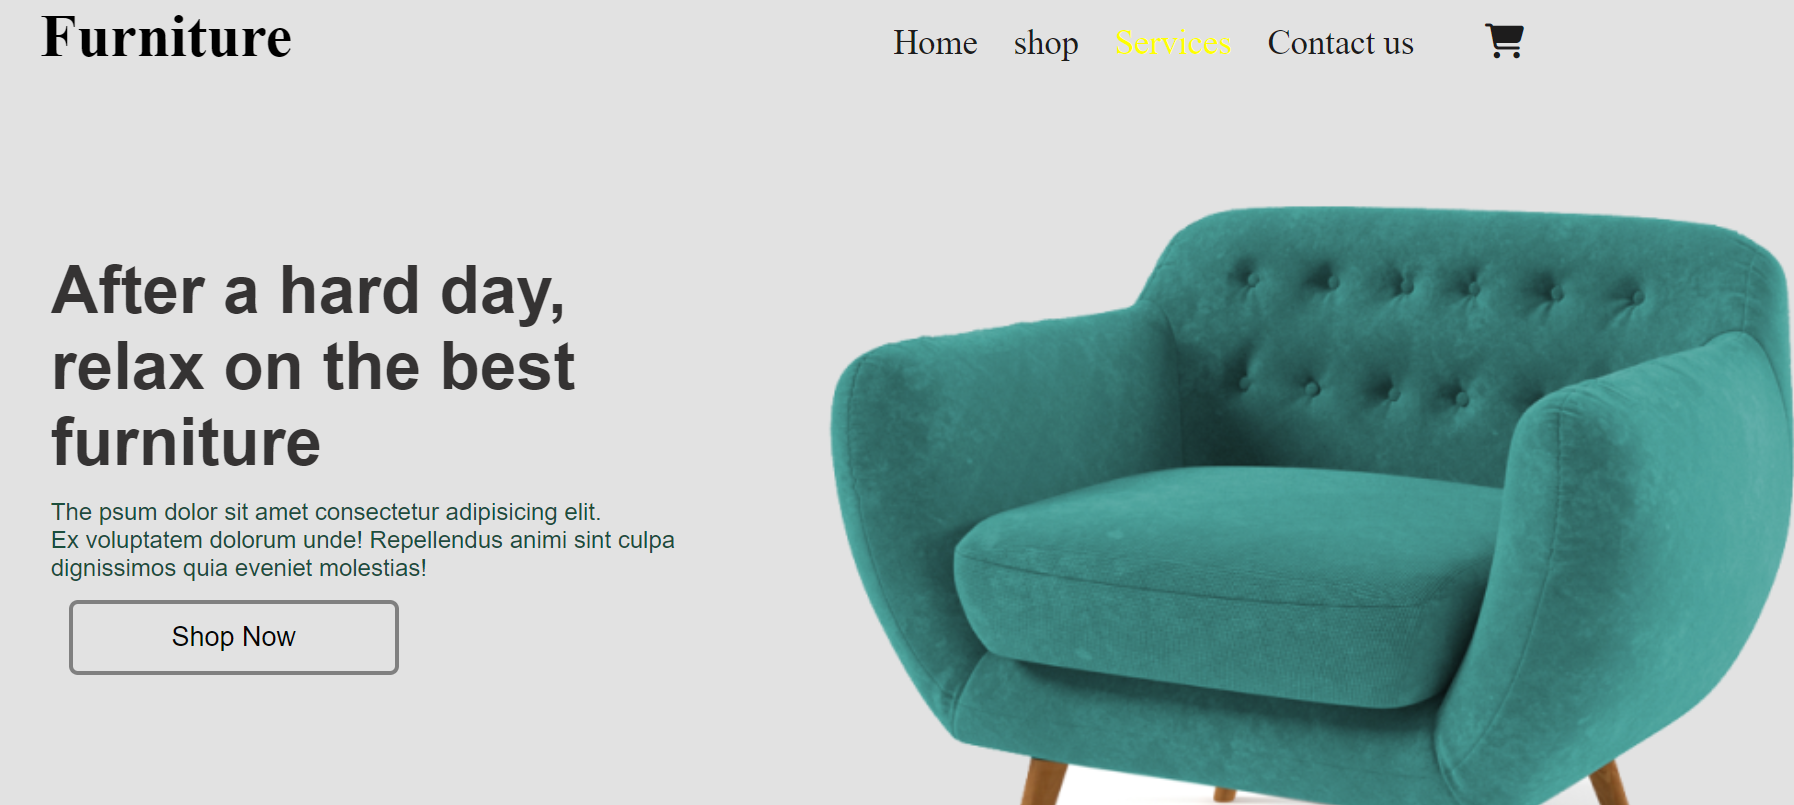 Furniture
Home shop Services Contact us
After a hard day,
relax on the best
furniture
The psum dolor sit amet consectetur adipisicing elit.
Ex voluptatem dolorum unde! Repellendus animi sint culpa
dignissimos quia eveniet molestias!
Shop Now